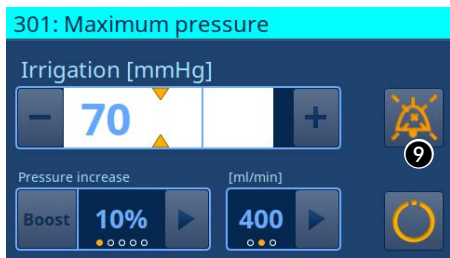 301: Maximum pressure
Irrigation [mmHg]
− 70 +
9
Pressure increase [ml/min]
Boost 10% 400